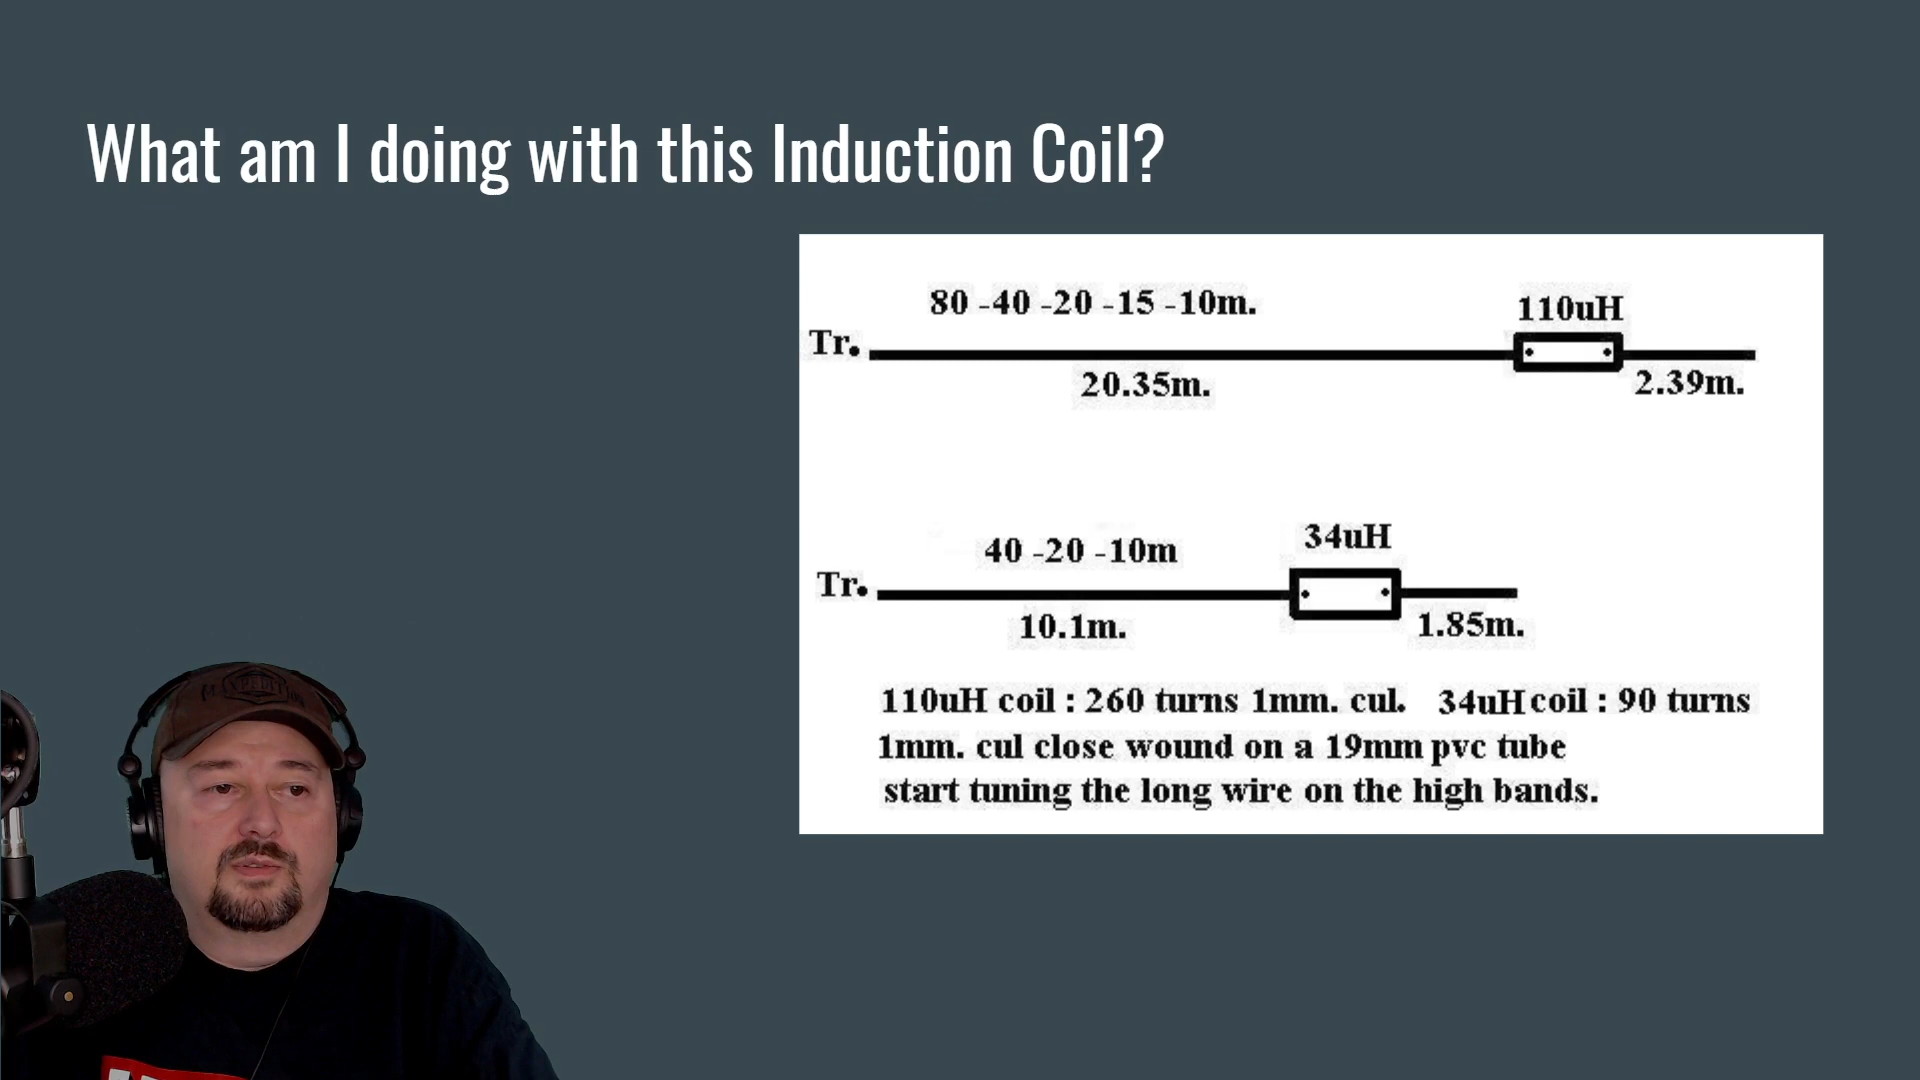 What am I doing with this Induction Coil?
80 -40 -20 -15 -10m.
110uH
Tr.
20.35m.
2.39m.
34uH
40 -20 -10m
Tr.
10.1m.
1.85m.
110uH coil : 260 turns 1mm. cul. 34uH coil : 90 turns
1mm. cul close wound on a 19mm pvc tube
start tuning the long wire on the high bands.